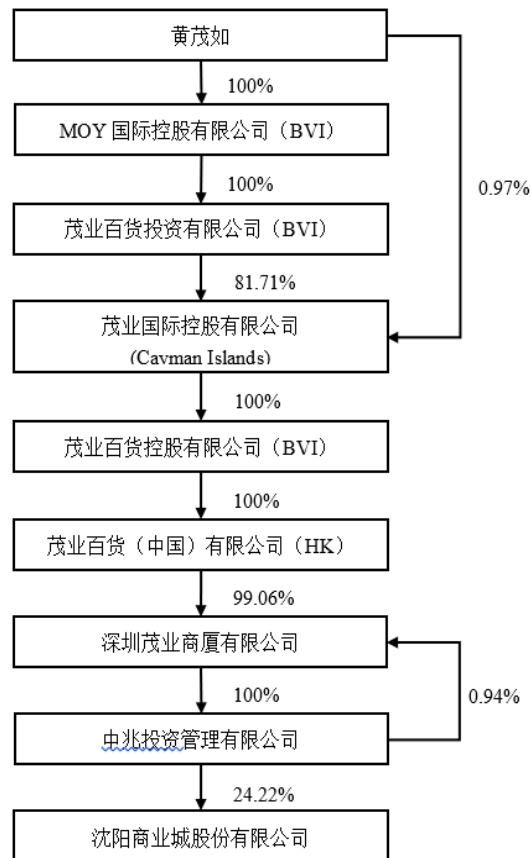 黄茂如
100%
MOY 国际控股有限公司（BVI）
100%
0.97%
茂业百货投资有限公司（BVI）
81.71%
茂业国际控股有限公司
(Cayman Islands)
100%
茂业百货控股有限公司（BVI）
100%
茂业百货（中国）有限公司（HK）
99.06%
深圳茂业商厦有限公司
100%
0.94%
中兆投资管理有限公司
24.22%
沈阳商业城股份有限公司